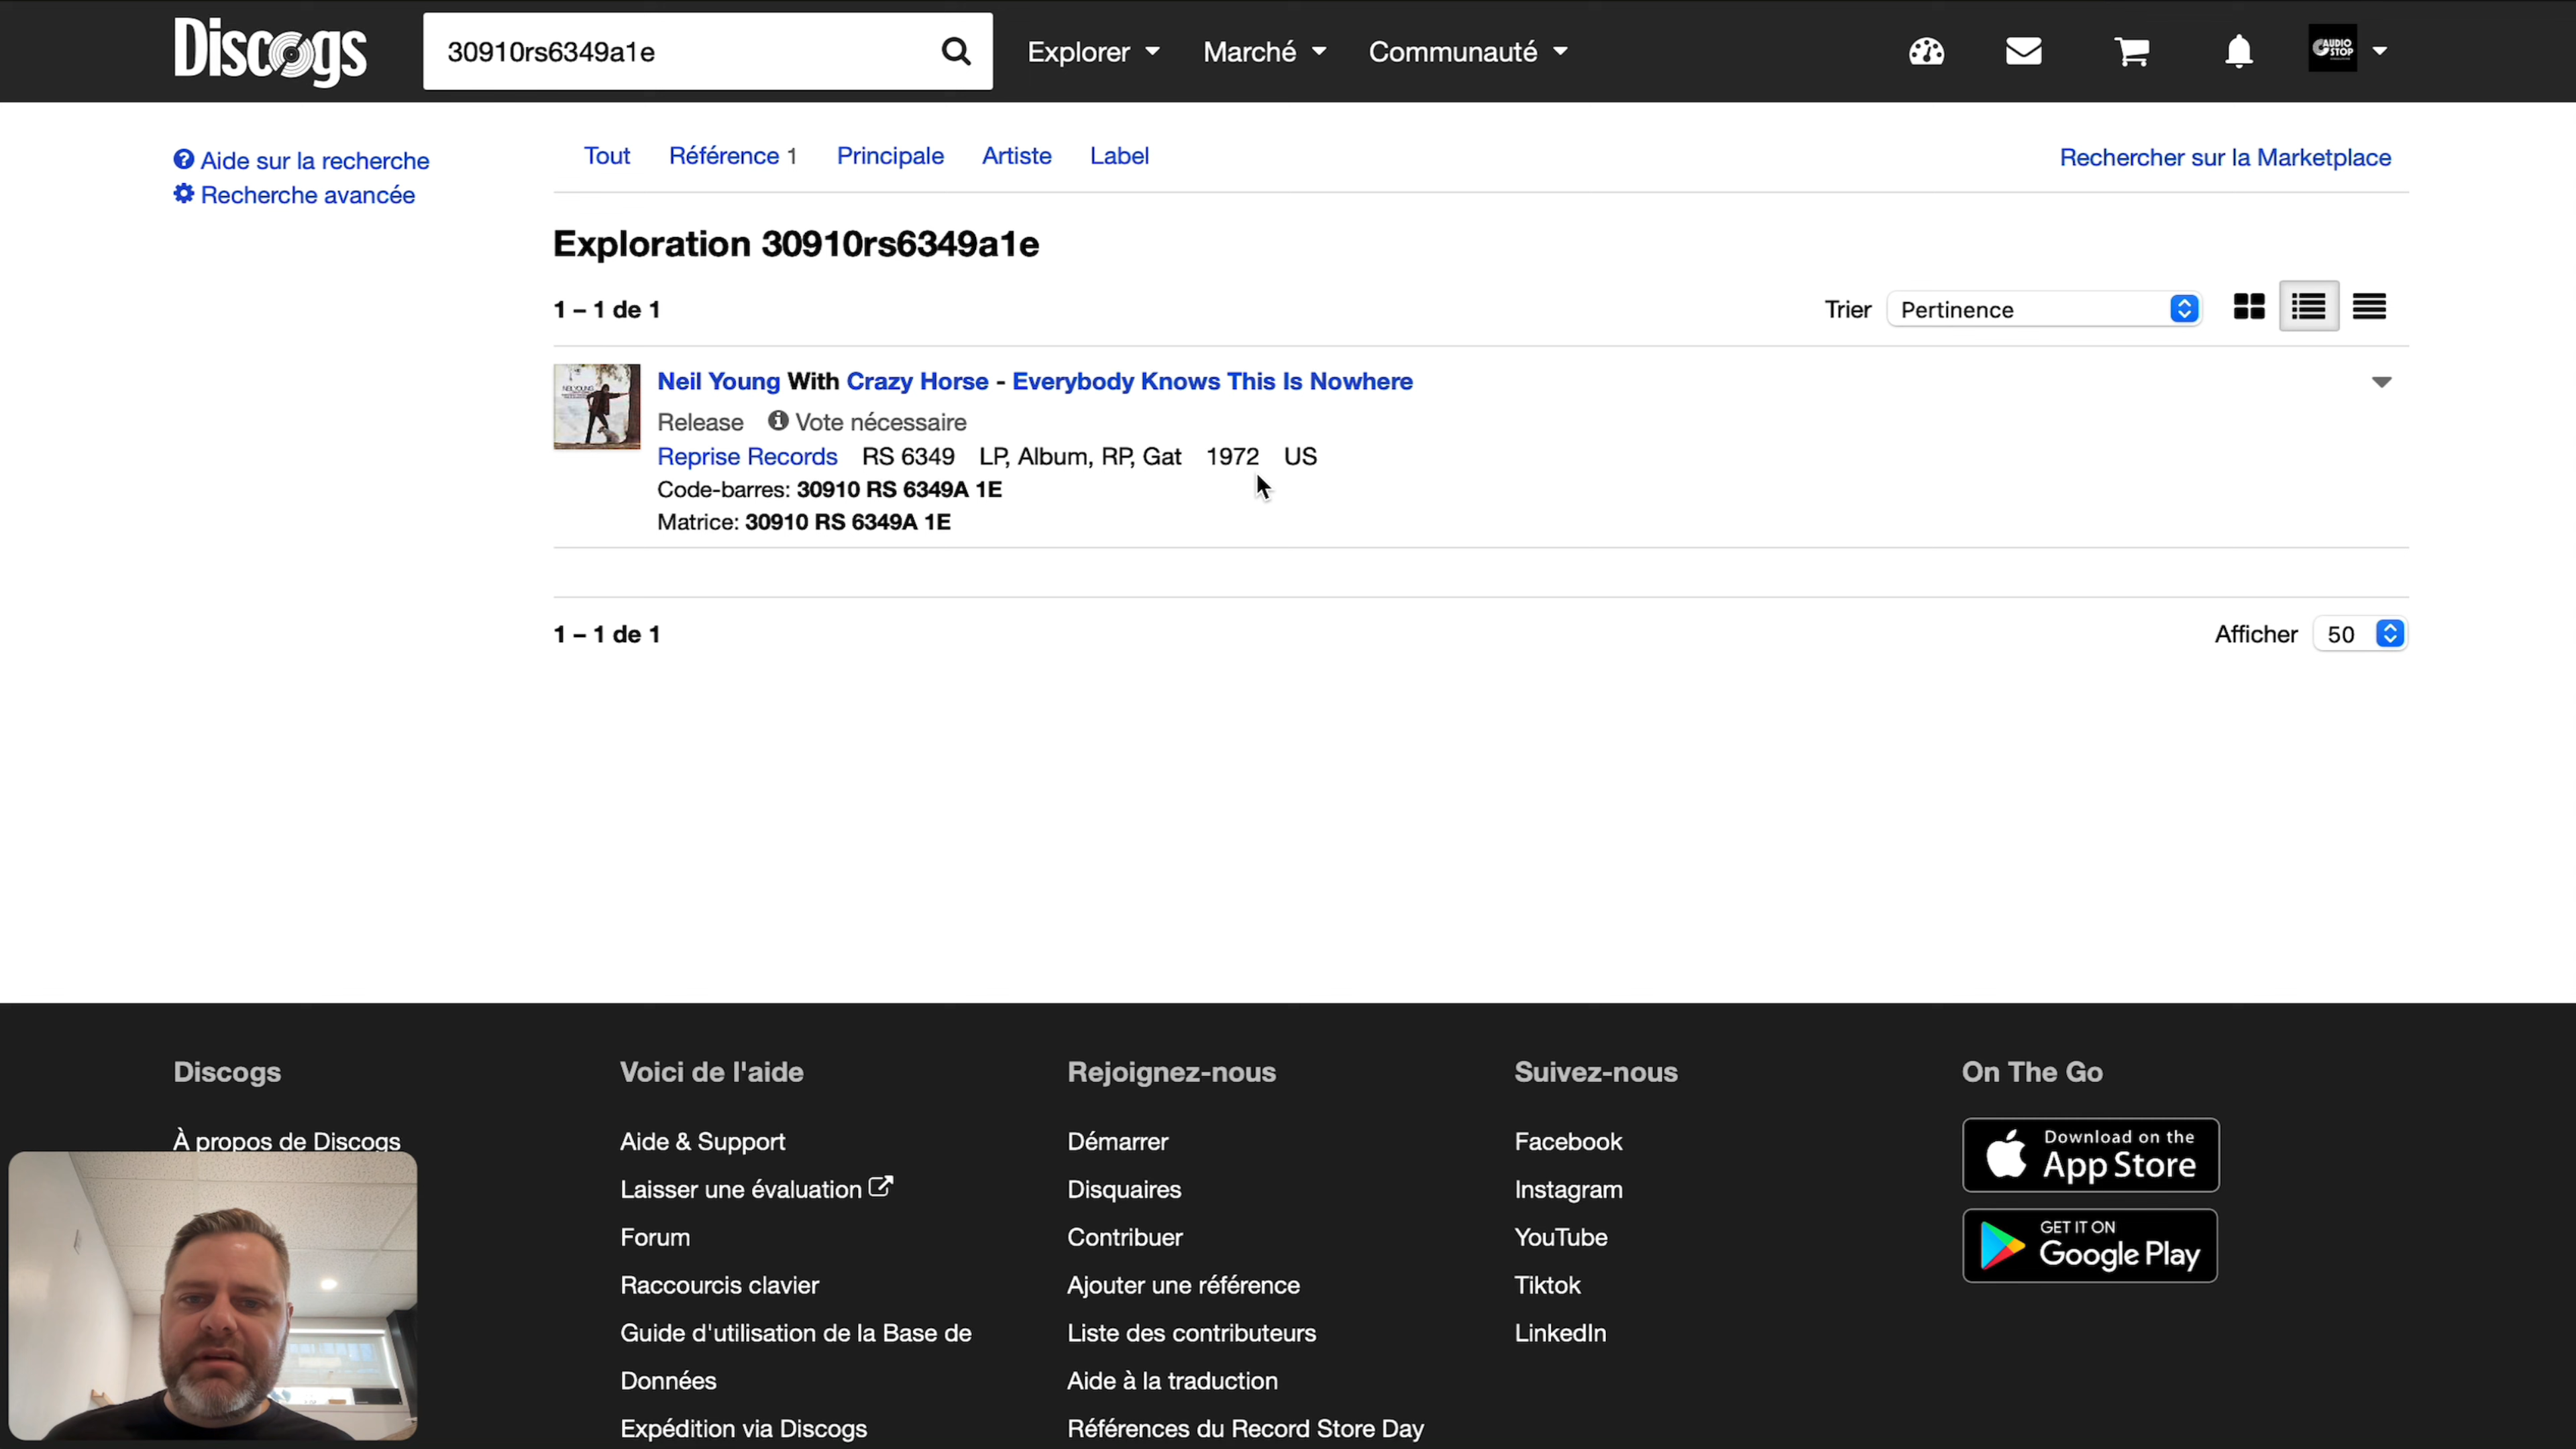 Discogs
30910rs6349a1e
Explorer
Marché
Communauté
AUDIO
STOP
Aide sur la recherche
Recherche avancée
Tout
Référence 1
Principale
Artiste
Label
Rechercher sur la Marketplace
Exploration 30910rs6349a1e
1 – 1 de 1
Trier
Pertinence
Neil Young With Crazy Horse - Everybody Knows This Is Nowhere
Release Vote nécessaire
Reprise Records RS 6349 LP, Album, RP, Gat 1972 US
Code-barres: 30910 RS 6349A 1E
Matrice: 30910 RS 6349A 1E
1 – 1 de 1
Afficher
50
Discogs
À propos de Discogs
Voici de l'aide
Aide & Support
Laisser une évaluation
Forum
Raccourcis clavier
Guide d'utilisation de la Base de
Données
Expédition via Discogs
Rejoignez-nous
Démarrer
Disquaires
Contribuer
Ajouter une référence
Liste des contributeurs
Aide à la traduction
Références du Record Store Day
Suivez-nous
Facebook
Instagram
YouTube
Tiktok
LinkedIn
On The Go
Download on the
App Store
GET IT ON
Google Play